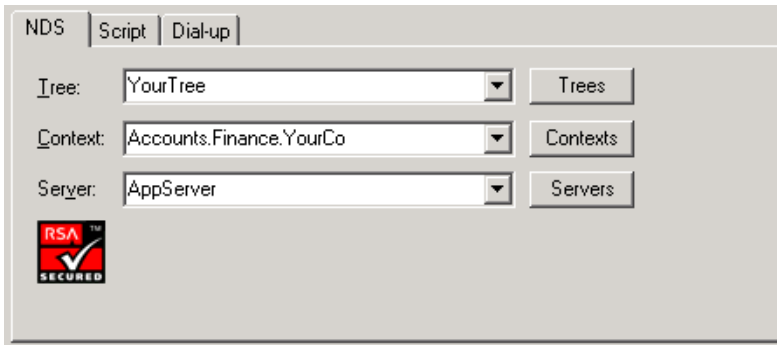 NDS Script Dial-up
Tree: YourTree Trees
Context: Accounts.Finance.YourCo Contexts
Server: AppServer Servers
RSA ™
SECURED